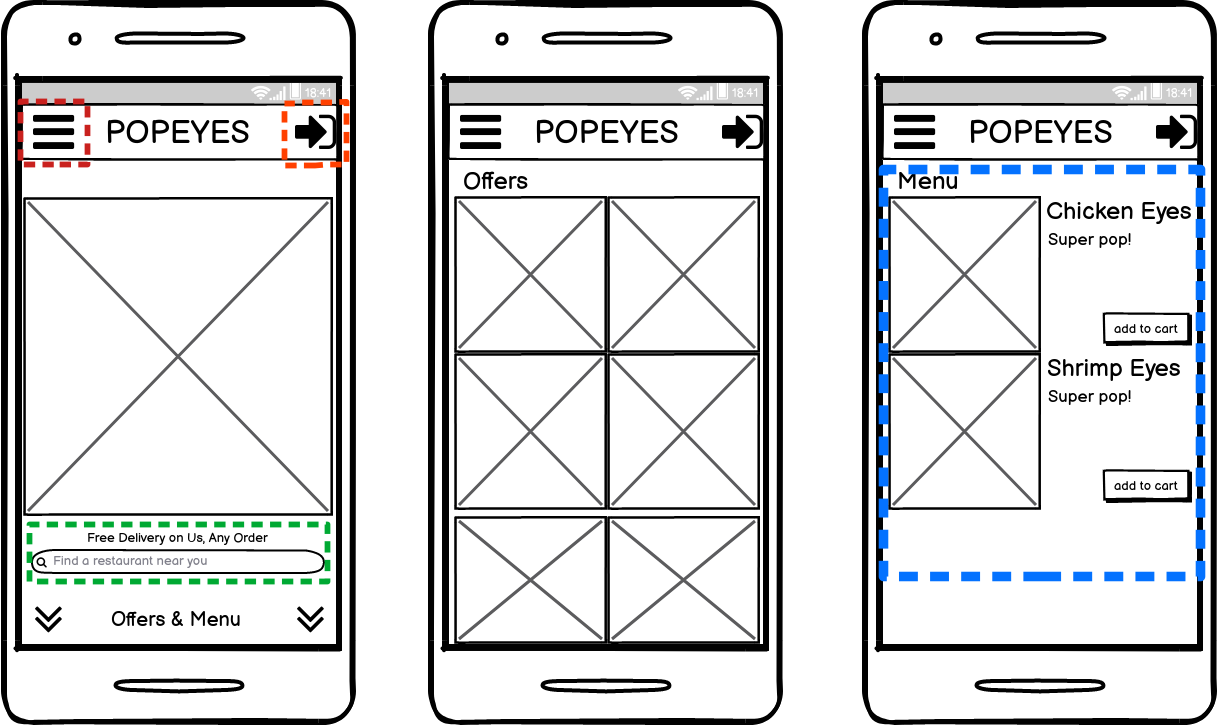 18:41
POPEYES
Free Delivery on Us, Any Order
Find a restaurant near you
Offers & Menu
18:41
POPEYES
Offers
18:41
POPEYES
Menu
Chicken Eyes
Super pop!
add to cart
Shrimp Eyes
Super pop!
add to cart